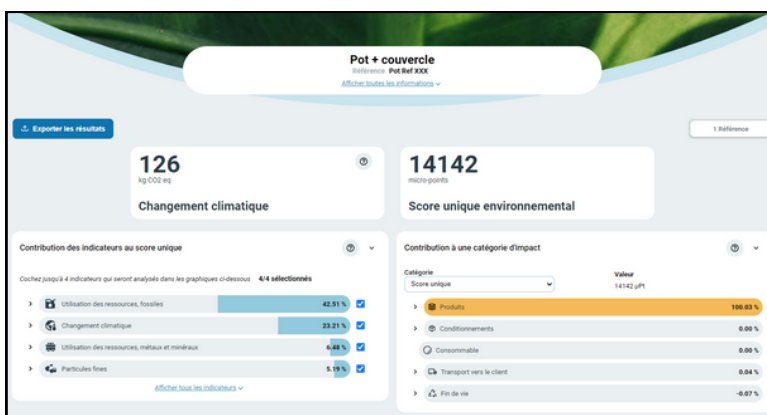 Pot + couvercle
Référence Pot Ref XXX
Afficher toutes les informations
Exporter les résultats
1 Référence
126
kg CO2 eq
Changement climatique
14142
micro-points
Score unique environnemental
Contribution des indicateurs au score unique
Cochez jusqu'à 4 indicateurs qui seront analysés dans les graphiques ci-dessous 4/4 sélectionnés
Utilisation des ressources, fossiles 42.51 %
Changement climatique 23.21 %
Utilisation des ressources, métaux et minéraux 6.48 %
Particules fines 5.19 %
Afficher tous les indicateurs
Contribution à une catégorie d'impact
Catégorie Valeur
Score unique 14142 µPt
Produits 100.03 %
Conditionnements 0.00 %
Consommable 0.00 %
Transport vers le client 0.04 %
Fin de vie -0.07 %